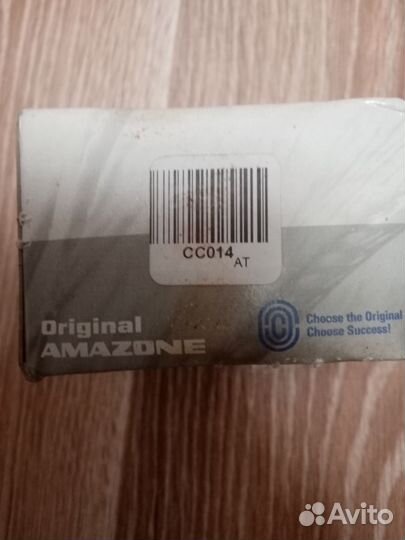 CC014
AT
Original
AMAZONE
Choose the Original
Choose Success!
Avito